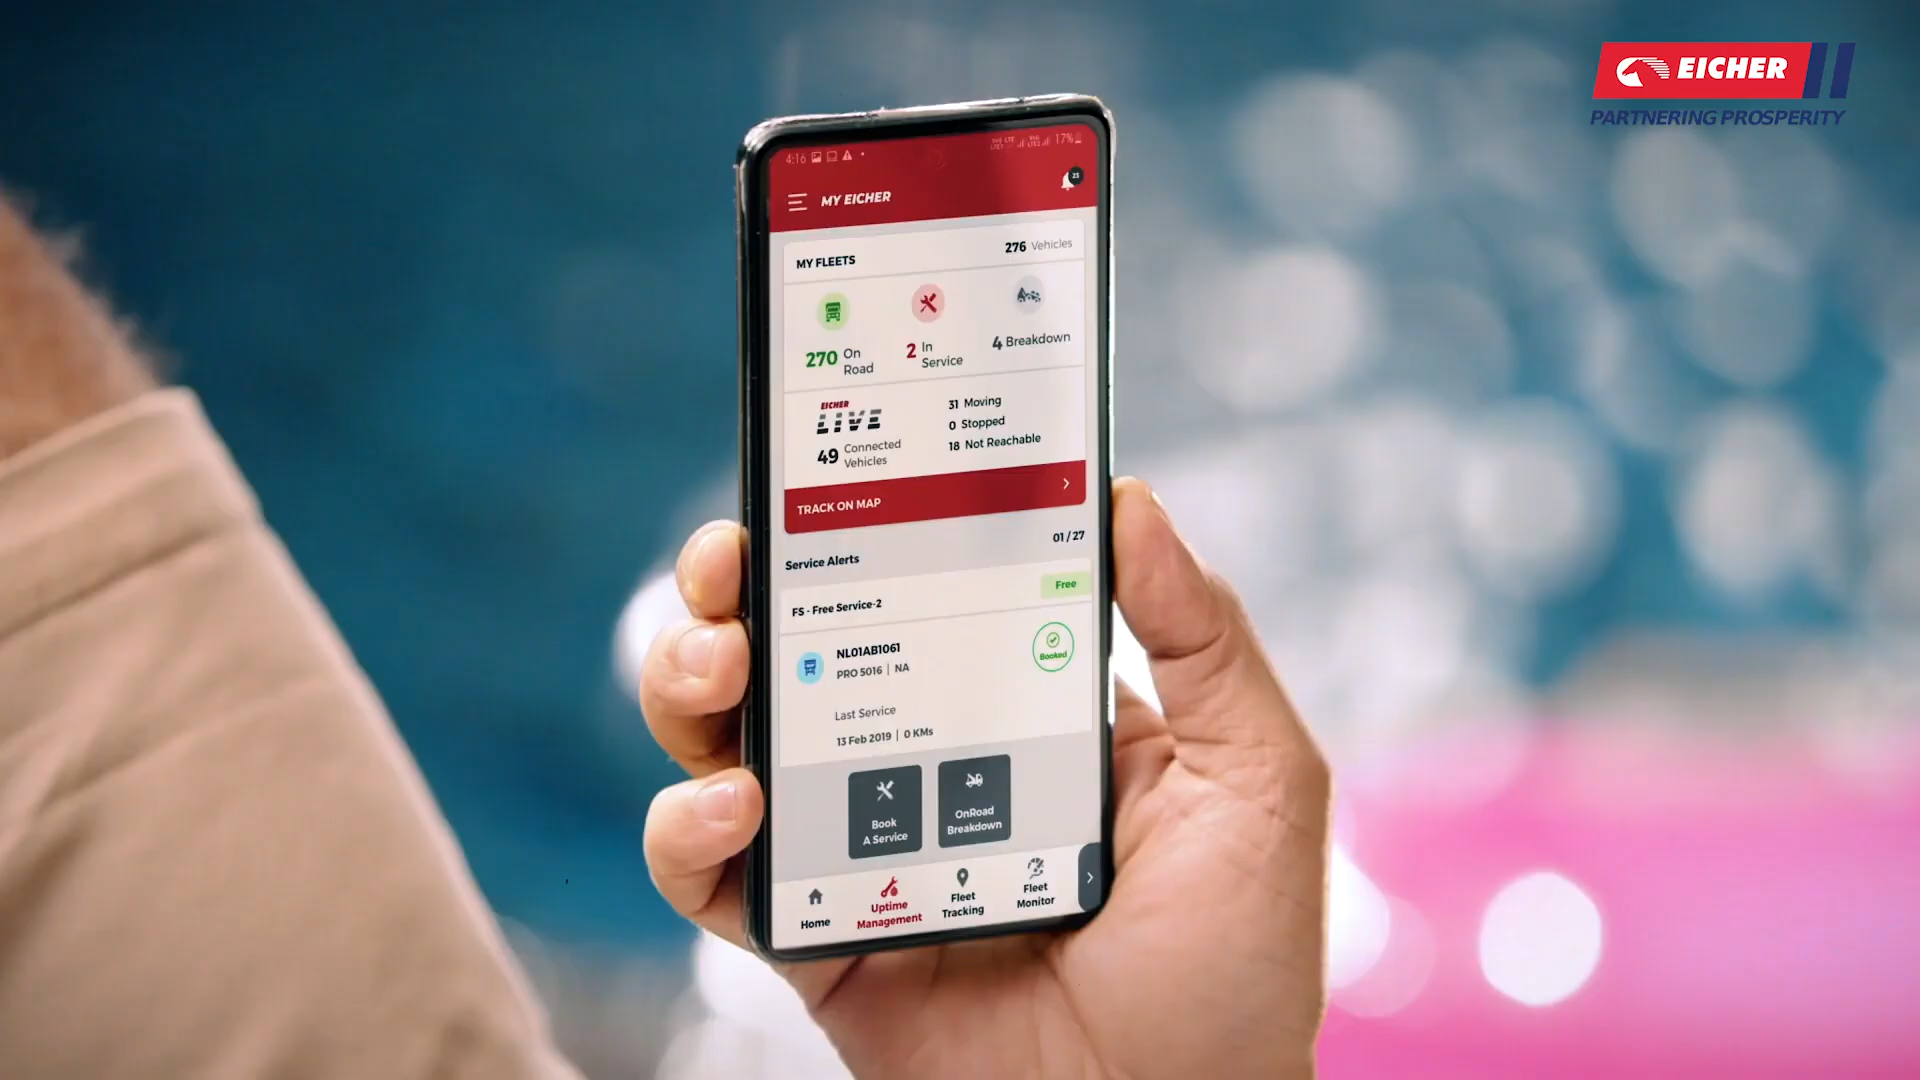 EICHER
PARTNERING PROSPERITY
4:16
17%
MY EICHER
23
MY FLEETS
276 Vehicles
270 On Road
2 In Service
4 Breakdown
EICHER
LIVE
49 Connected Vehicles
31 Moving
0 Stopped
18 Not Reachable
TRACK ON MAP
Service Alerts
01 / 27
FS - Free Service-2
Free
NL01AB1061
PRO 5016 | NA
Booked
Last Service
13 Feb 2019 | 0 KMs
Book
A Service
OnRoad
Breakdown
Home
Uptime
Management
Fleet
Tracking
Fleet
Monitor